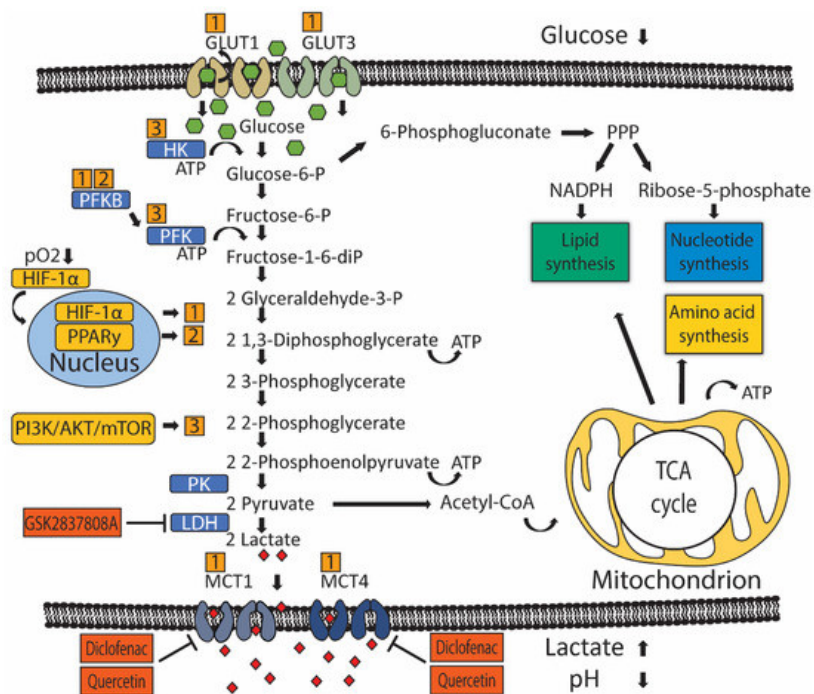 1
GLUT1
1
GLUT3
Glucose
Glucose
3
HK
ATP
6-Phosphogluconate
PPP
Glucose-6-P
NADPH
Ribose-5-phosphate
1 2
PFKB
3
PFK
ATP
Fructose-6-P
Fructose-1-6-diP
Lipid
synthesis
Nucleotide
synthesis
Amino acid
synthesis
pO2
HIF-1α
HIF-1α
1
PPARγ
2
Nucleus
2 Glyceraldehyde-3-P
2 1,3-Diphosphoglycerate
ATP
2 3-Phosphoglycerate
PI3K/AKT/mTOR
3
2 2-Phosphoglycerate
2 2-Phosphoenolpyruvate
ATP
ATP
TCA
cycle
Mitochondrion
PK
2 Pyruvate
Acetyl-CoA
GSK2837808A
LDH
2 Lactate
1
MCT1
1
MCT4
Diclofenac
Quercetin
Diclofenac
Quercetin
Lactate
pH